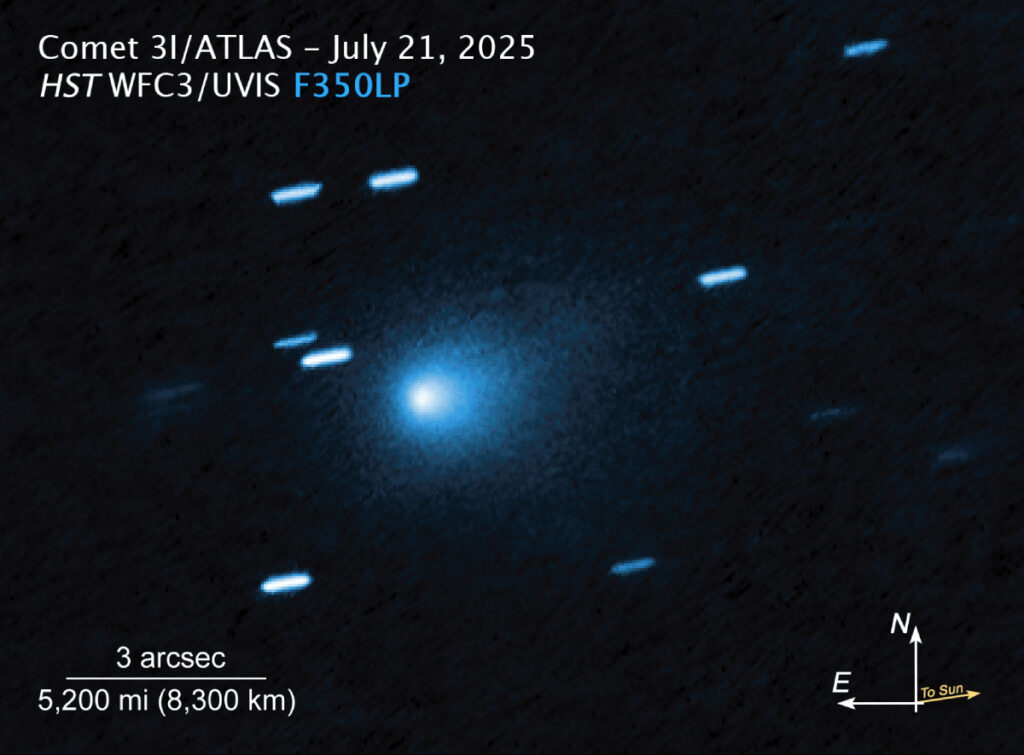 Comet 3I/ATLAS – July 21, 2025
HST WFC3/UVIS F350LP
3 arcsec
5,200 mi (8,300 km)
N
E
To Sun